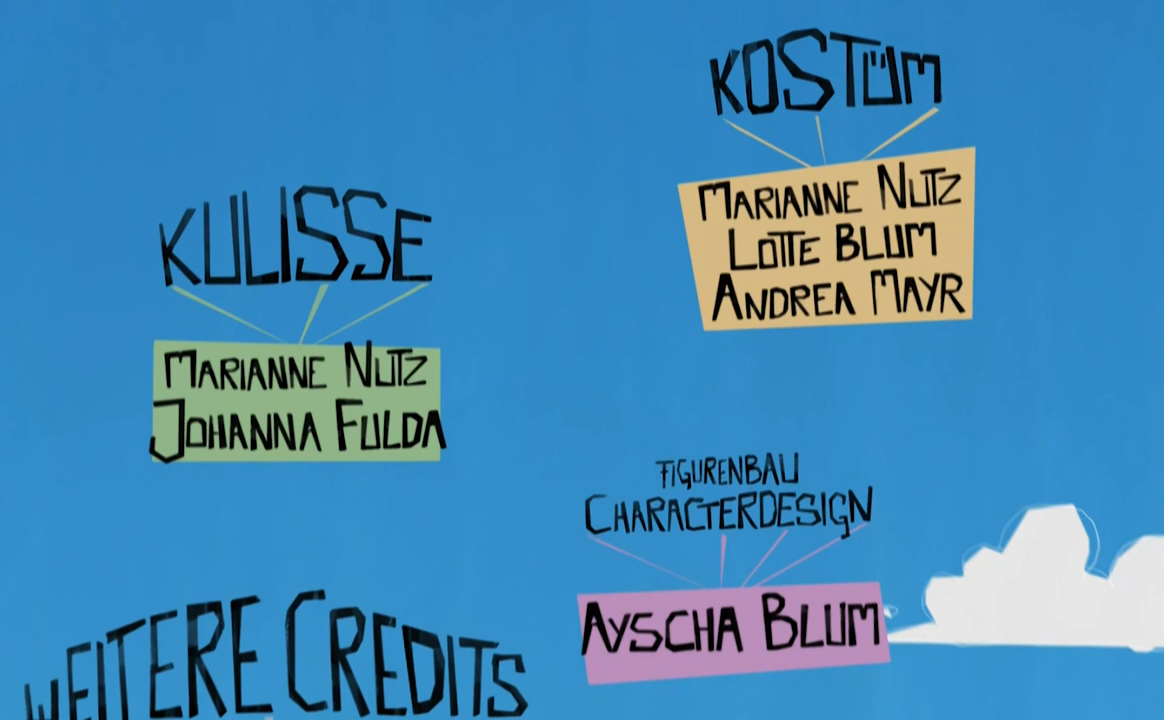 KOSTÜM
MARIANNE NUTZ
LOTTE BLUM
ANDREA MAYR
KULISSE
MARIANNE NUTZ
JOHANNA FULDA
FIGURENBAU
CHARACTERDESIGN
AYSCHA BLUM
WEITERE CREDITS